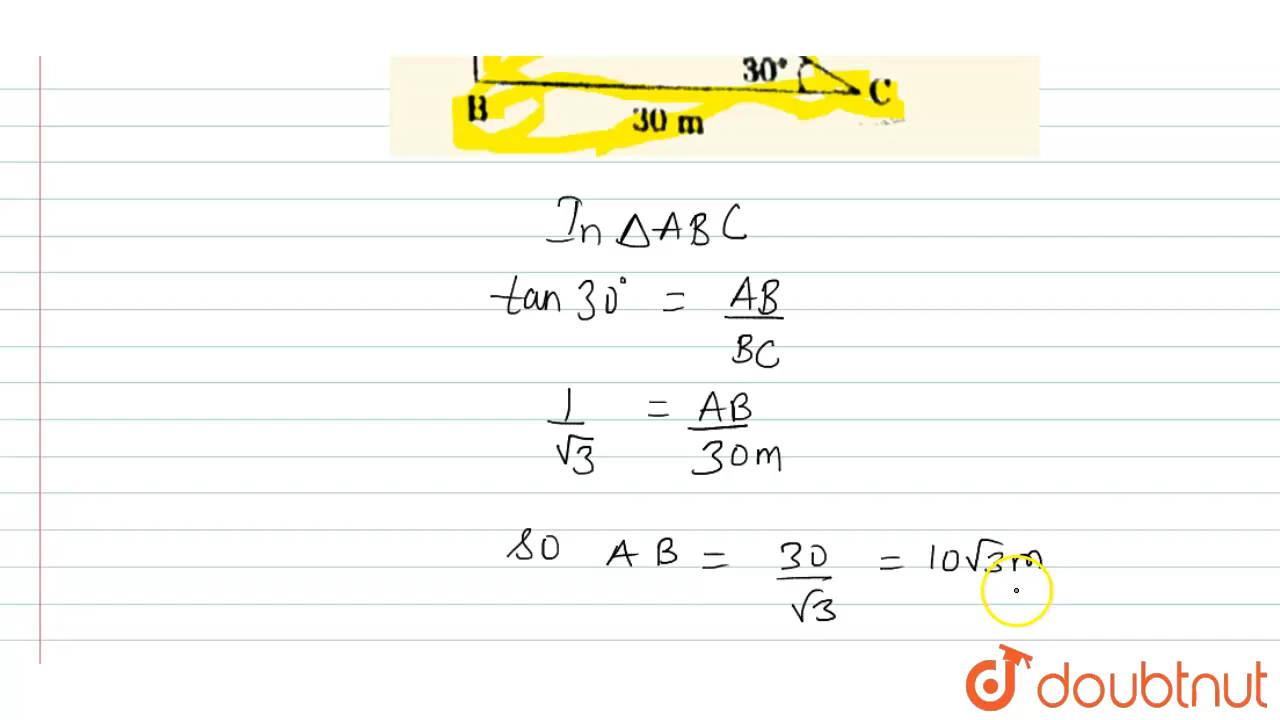 30°
B
C
30 m
In △ABC
tan 30° = AB
BC
1 = AB
√3 30m
so AB = 30 = 10√3m
√3
doubtnut